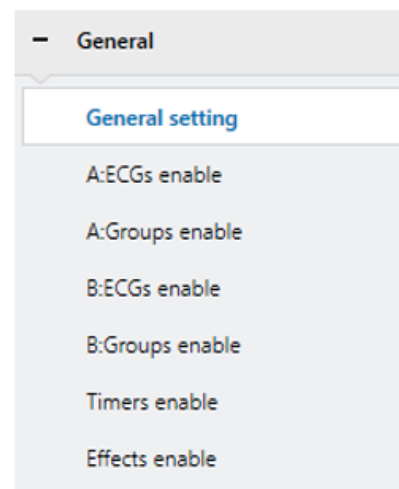 General
General setting
A:ECGs enable
A:Groups enable
B:ECGs enable
B:Groups enable
Timers enable
Effects enable